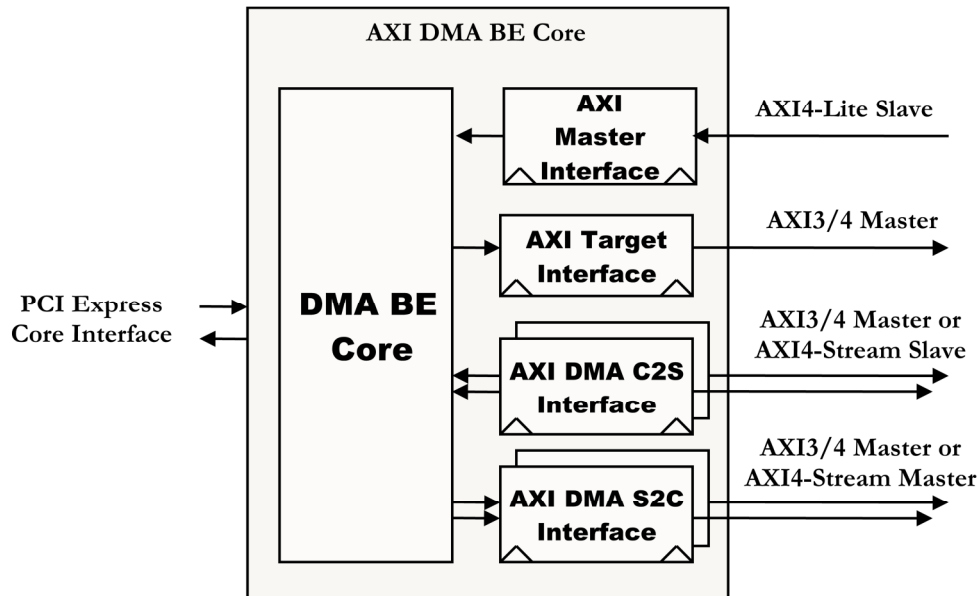 AXI DMA BE Core
AXI
Master
Interface
AXI4-Lite Slave
AXI Target
Interface
AXI3/4 Master
PCI Express
Core Interface
DMA BE
Core
AXI DMA C2S
Interface
AXI3/4 Master or
AXI4-Stream Slave
AXI DMA S2C
Interface
AXI3/4 Master or
AXI4-Stream Master